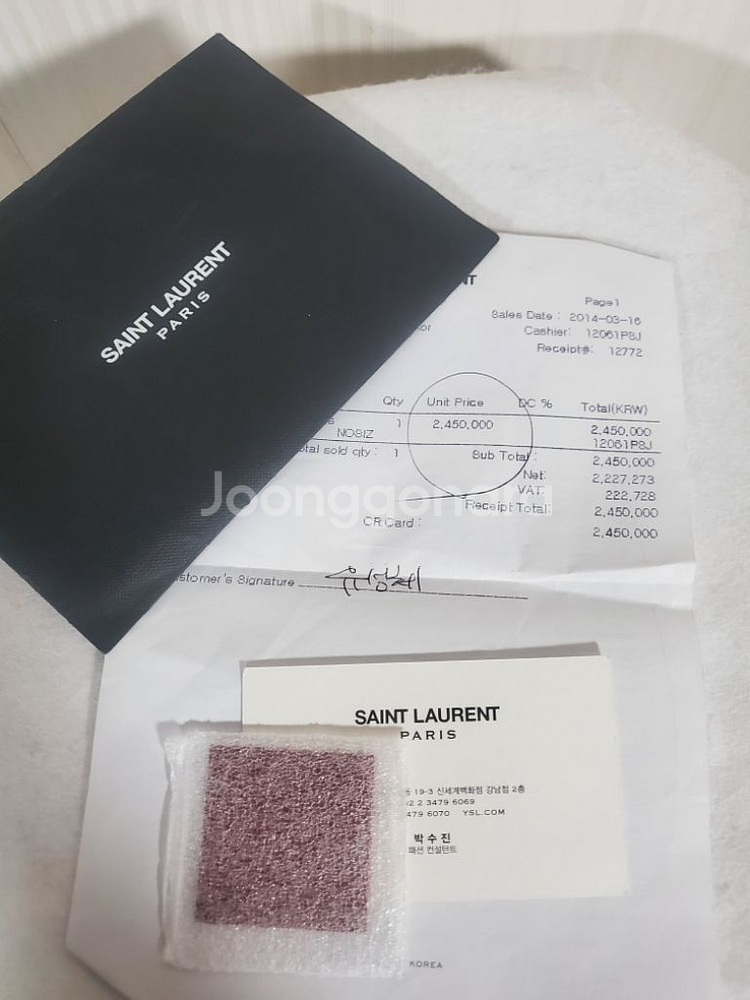 SAINT LAURENT
PARIS
NT
Page 1
Sales Date : 2014-03-16
Cashier: 12061PSJ
Receipt#: 12772
Qty Unit Price DC % Total(KRW)
1 2,450,000 2,450,000
NOSIZ 12061PSJ
otal sold qty : 1 Sub Total : 2,450,000
Net: 2,227,273
VAT: 222,728
Receipt Total: 2,450,000
CR.Card : 2,450,000
Joonggonara
stomer's Signature
SAINT LAURENT
PARIS
19-3 신세계백화점 강남점 2층
2 2 3479 6069
479 6070 YSL.COM
박수진
패션 컨설턴트
KOREA